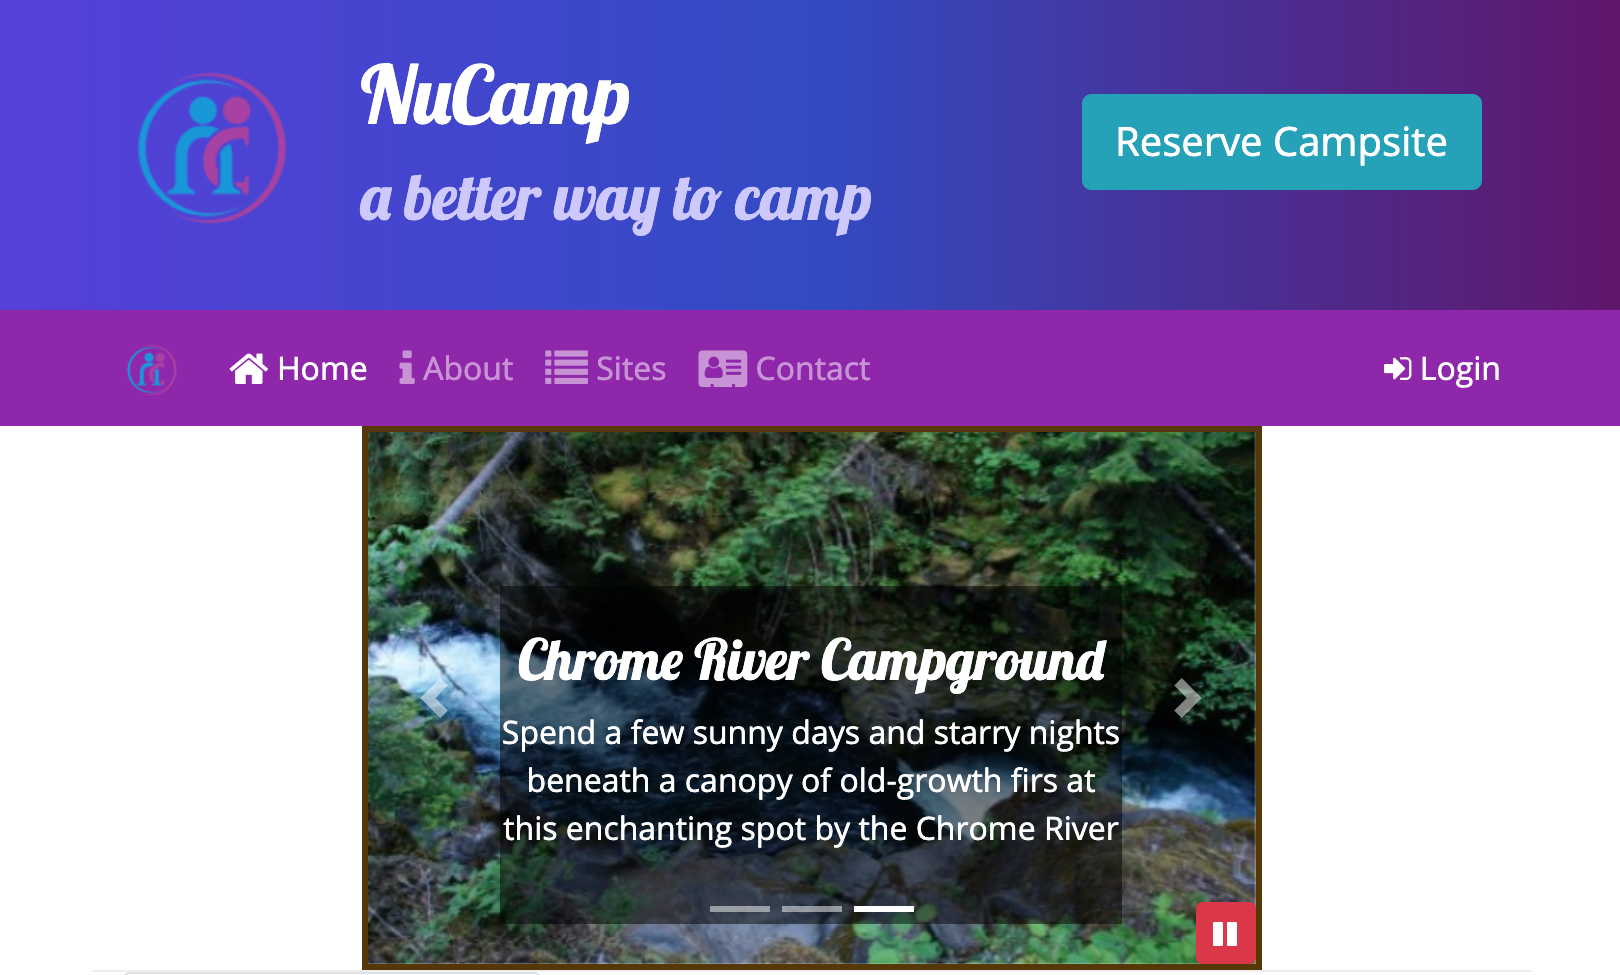 NuCamp
a better way to camp
Reserve Campsite
Home
About
Sites
Contact
Login
Chrome River Campground
Spend a few sunny days and starry nights
beneath a canopy of old-growth firs at
this enchanting spot by the Chrome River